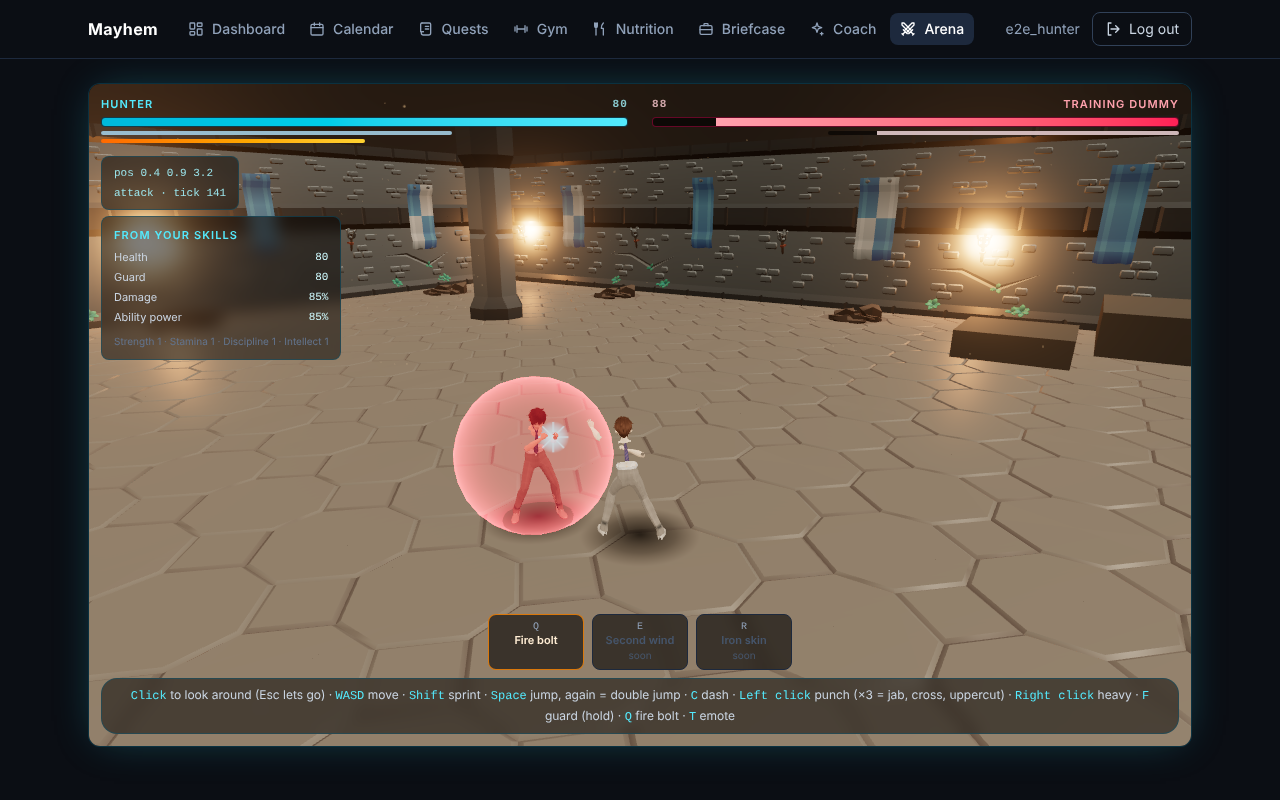 Mayhem Dashboard Calendar Quests Gym Nutrition Briefcase Coach Arena e2e_hunter Log out
HUNTER 80 88 TRAINING DUMMY
pos 0.4 0.9 3.2
attack · tick 141
FROM YOUR SKILLS
Health 80
Guard 80
Damage 85%
Ability power 85%
Strength 1 · Stamina 1 · Discipline 1 · Intellect 1
Q E R
Fire bolt Second wind Iron skin
soon soon
Click to look around (Esc lets go) · WASD move · Shift sprint · Space jump, again = double jump · C dash · Left click punch (×3 = jab, cross, uppercut) · Right click heavy · F
guard (hold) · Q fire bolt · T emote